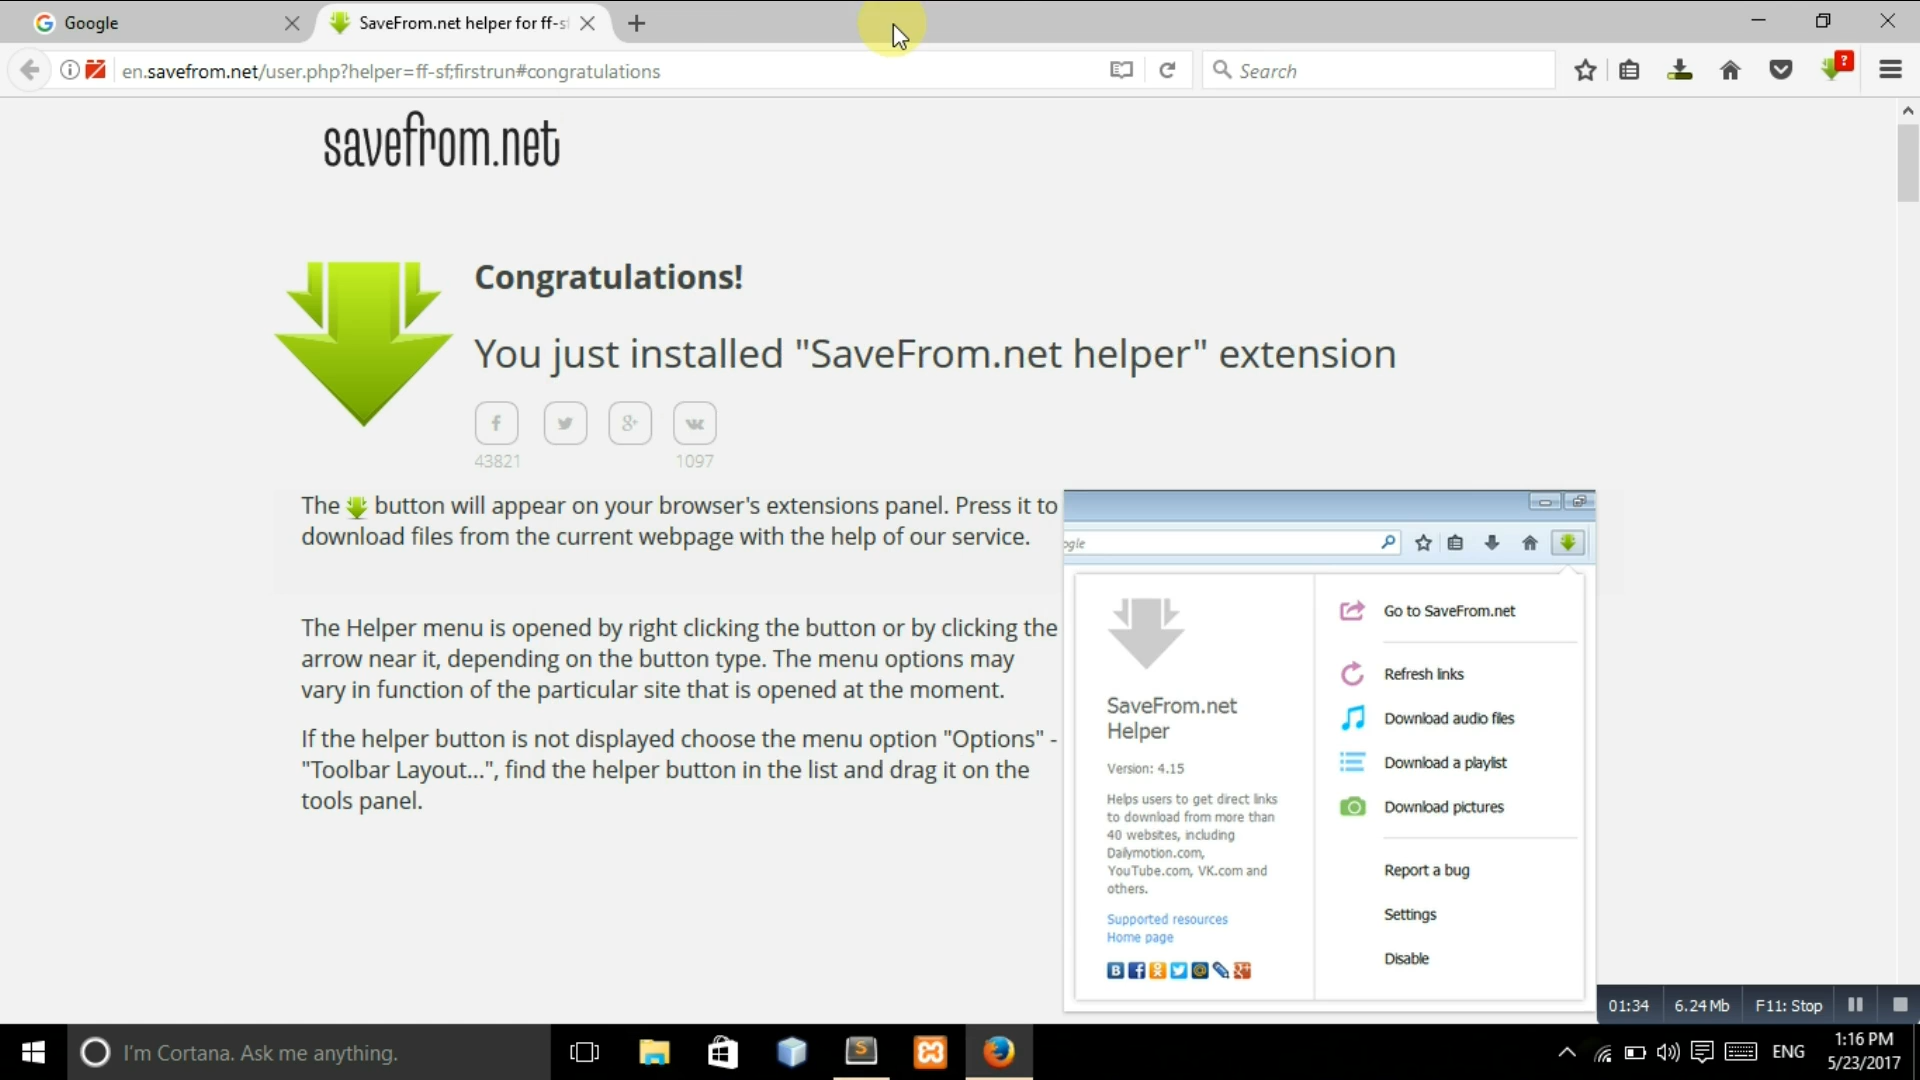 Google
SaveFrom.net helper for ff-s
en.savefrom.net/user.php?helper=ff-sf;firstrun#congratulations
Search
?
savefrom.net
Congratulations!
You just installed "SaveFrom.net helper" extension
43821
1097
The button will appear on your browser's extensions panel. Press it to
download files from the current webpage with the help of our service.
The Helper menu is opened by right clicking the button or by clicking the
arrow near it, depending on the button type. The menu options may
vary in function of the particular site that is opened at the moment.
If the helper button is not displayed choose the menu option "Options" -
"Toolbar Layout...", find the helper button in the list and drag it on the
tools panel.
ogle
SaveFrom.net
Helper
Version: 4.15
Helps users to get direct links
to download from more than
40 websites, including
Dailymotion.com,
YouTube.com, VK.com and
others.
Supported resources
Home page
Go to SaveFrom.net
Refresh links
Download audio files
Download a playlist
Download pictures
Report a bug
Settings
Disable
01:34
6.24Mb
F11: Stop
I'm Cortana. Ask me anything.
ENG
1:16 PM
5/23/2017